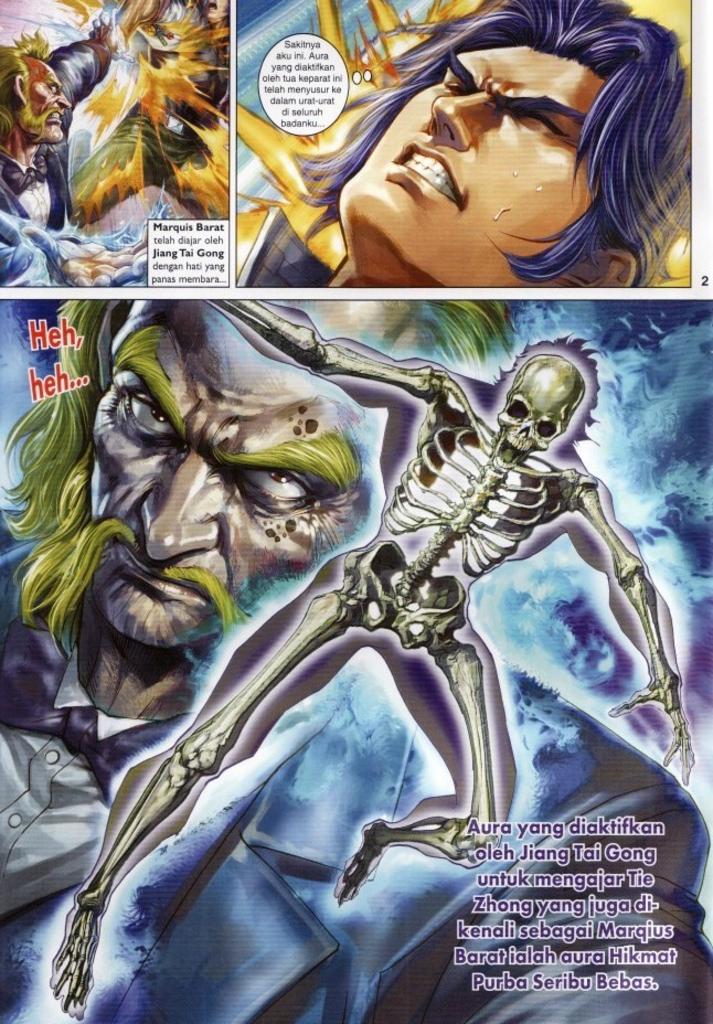 Marquis Barat
telah diajar oleh
Jiang Tai Gong
dengan hati yang
panas membara...
Sakitnya
aku ini. Aura
yang diaktifkan
oleh tua keparat ini
telah menyusur ke
dalam urat-urat
di seluruh
badanku...
2
Heh,
heh...
Aura yang diaktifkan
oleh Jiang Tai Gong
untuk mengajar Tie
Zhong yang juga di-
kenali sebagai Marqius
Barat ialah aura Hikmat
Purba Seribu Bebas.